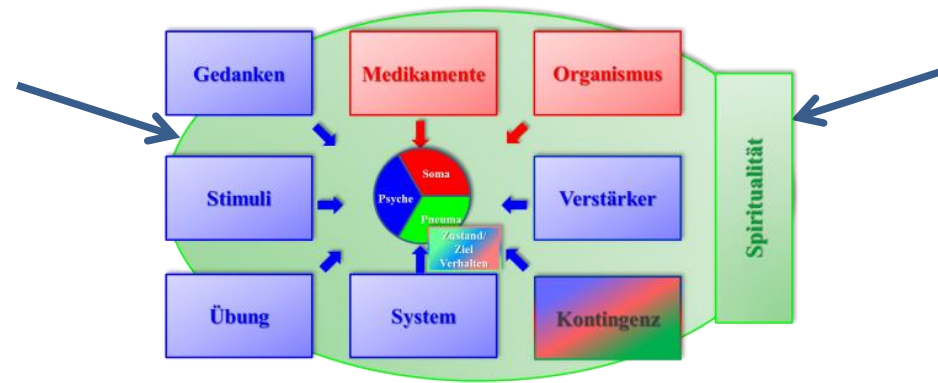 Gedanken
Medikamente
Organismus
Stimuli
Soma
Psyche
Pneuma
Zustand/
Ziel
Verhalten
Verstärker
Spiritualität
Übung
System
Kontingenz